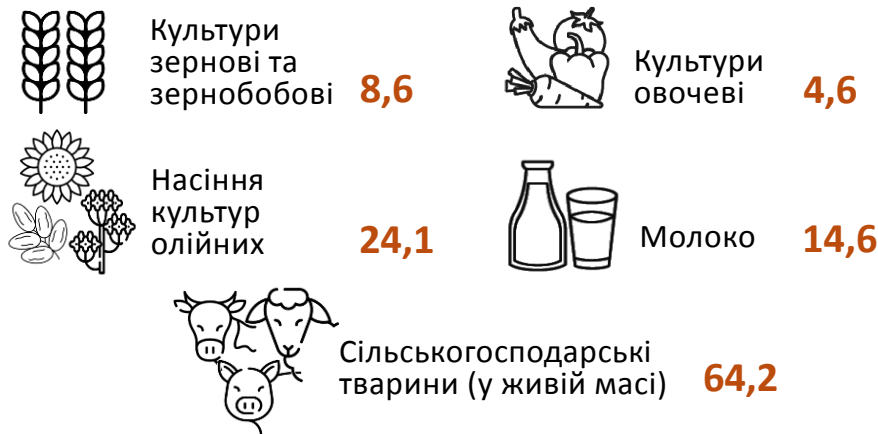 Культури
зернові та
зернобобові 8,6
Культури
овочеві 4,6
Насіння
культур
олійних 24,1
Молоко 14,6
Сільськогосподарські
тварини (у живій масі) 64,2